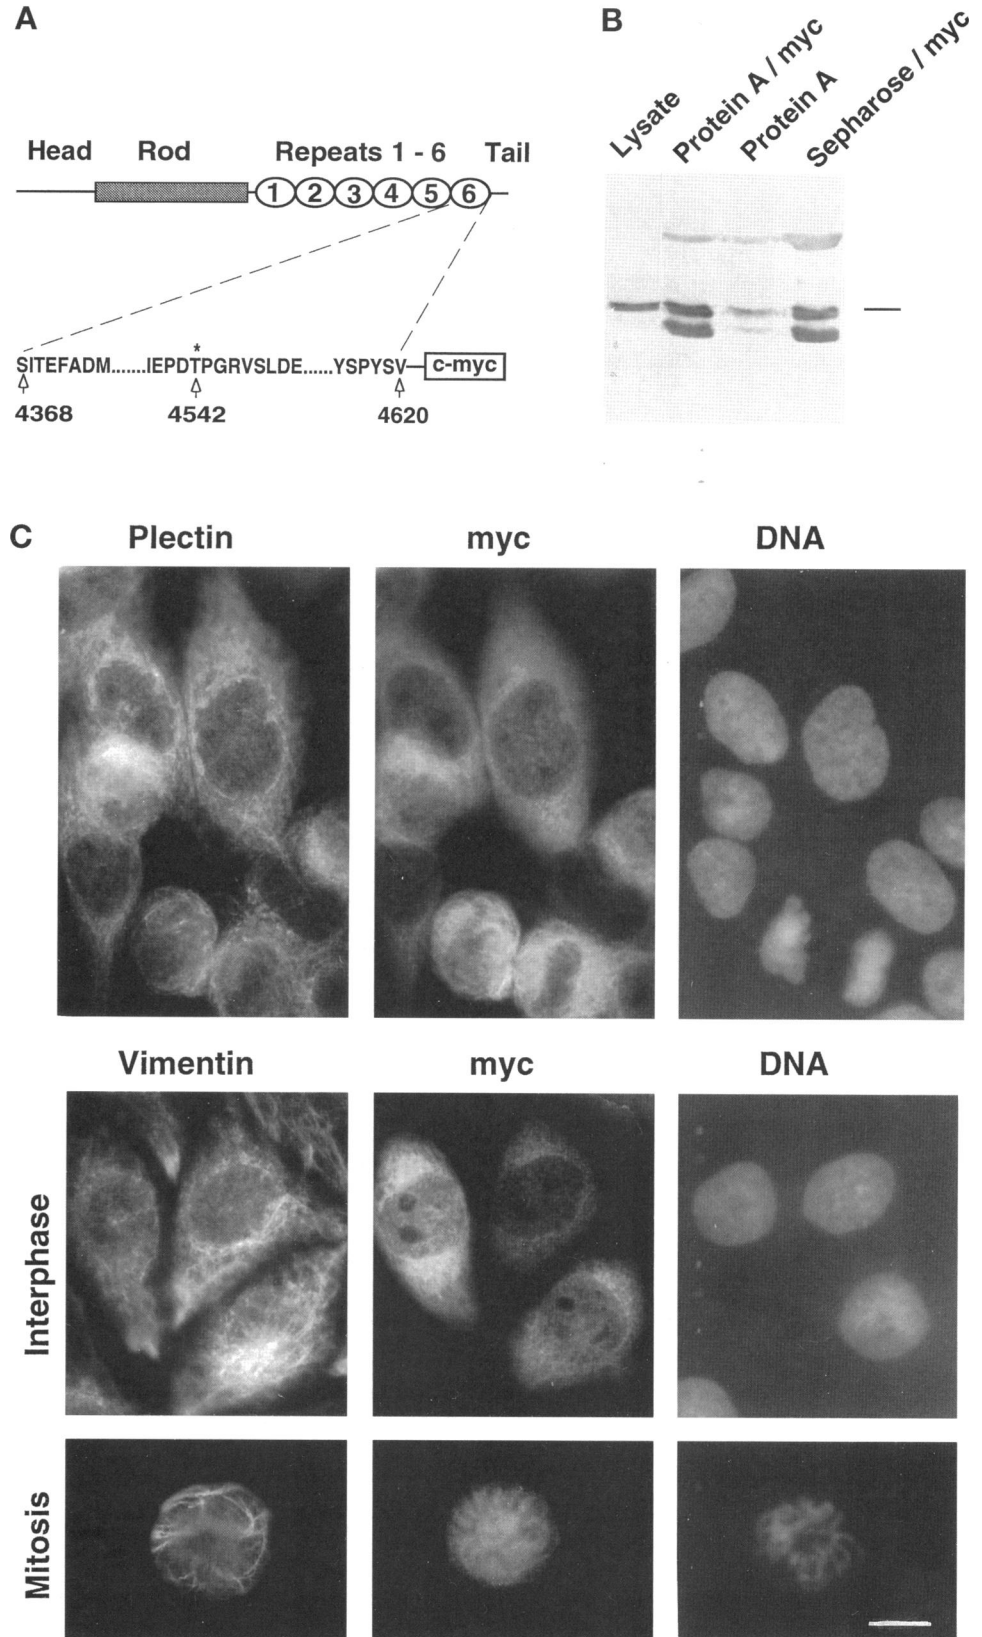 A
Head Rod Repeats 1 - 6 Tail
1 2 3 4 5 6
*
SITEFADM.......IEPDTPGRVSLDE......YSPYSV c-myc
4368 4542 4620
B
Lysate
Protein A / myc
Protein A
Sepharose / myc
C
Plectin myc DNA
Vimentin myc DNA
Interphase
Mitosis